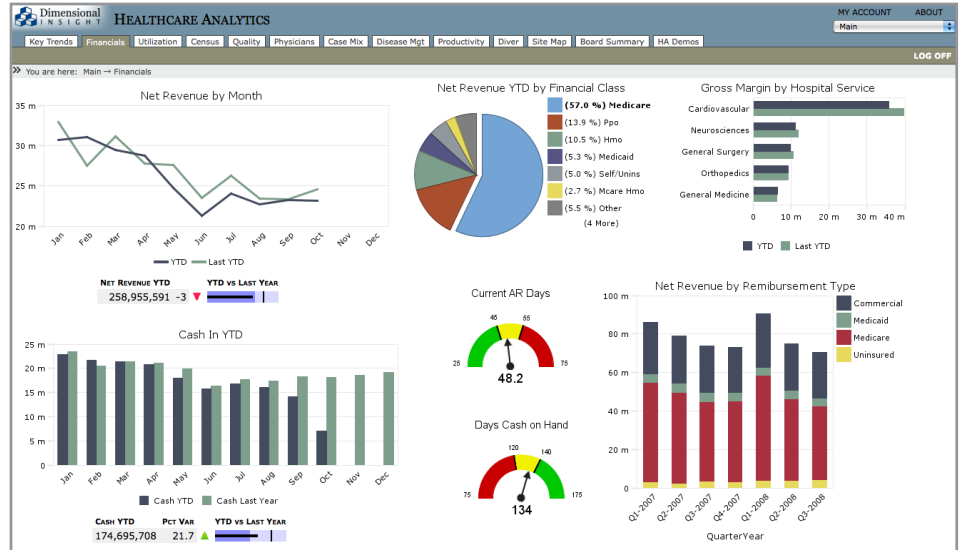 Dimensional
INSIGHT
HEALTHCARE ANALYTICS
MY ACCOUNT ABOUT
Main
Key Trends Financials Utilization Census Quality Physicians Case Mix Disease Mgt Productivity Diver Site Map Board Summary HA Demos
LOG OFF
You are here: Main → Financials
Net Revenue by Month
35 m
30 m
25 m
20 m
Jan Feb Mar Apr May Jun Jul Aug Sep Oct Nov Dec
YTD Last YTD
NET REVENUE YTD YTD VS LAST YEAR
258,955,591 -3
Net Revenue YTD by Financial Class
(57.0 %) Medicare
(13.9 %) Ppo
(10.5 %) Hmo
(5.3 %) Medicaid
(5.0 %) Self/Unins
(2.7 %) Mcare Hmo
(5.5 %) Other
(4 More)
Gross Margin by Hospital Service
Cardiovascular
Neurosciences
General Surgery
Orthopedics
General Medicine
0 10 m 20 m 30 m 40 m
YTD Last YTD
Cash In YTD
25 m
20 m
15 m
10 m
5 m
0
Jan Feb Mar Apr May Jun Jul Aug Sep Oct Nov Dec
Cash YTD Cash Last Year
CASH YTD PCT VAR YTD VS LAST YEAR
174,695,708 21.7
Current AR Days
45 55
25 75
48.2
Days Cash on Hand
120 140
75 175
134
Net Revenue by Remibursement Type
100 m
80 m
60 m
40 m
20 m
0
Q1-2007 Q2-2007 Q3-2007 Q4-2007 Q1-2008 Q2-2008 Q3-2008
QuarterYear
Commercial
Medicaid
Medicare
Uninsured